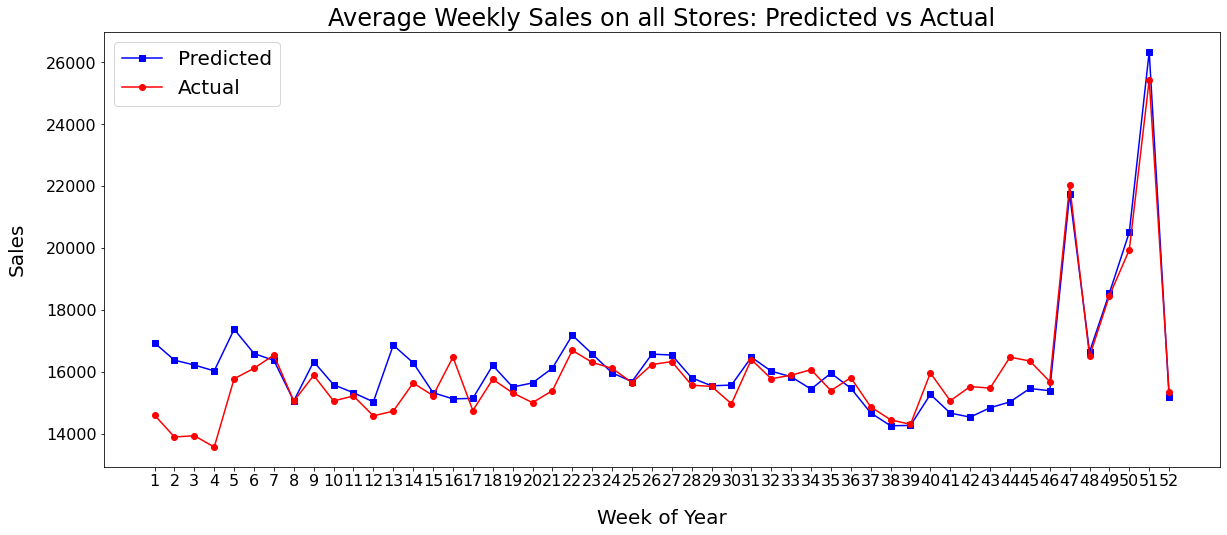 Average Weekly Sales on all Stores: Predicted vs Actual
Predicted
Actual
26000
24000
22000
20000
18000
16000
14000
Sales
1 2 3 4 5 6 7 8 9 10 11 12 13 14 15 16 17 18 19 20 21 22 23 24 25 26 27 28 29 30 31 32 33 34 35 36 37 38 39 40 41 42 43 44 45 46 47 48 49 50 51 52
Week of Year